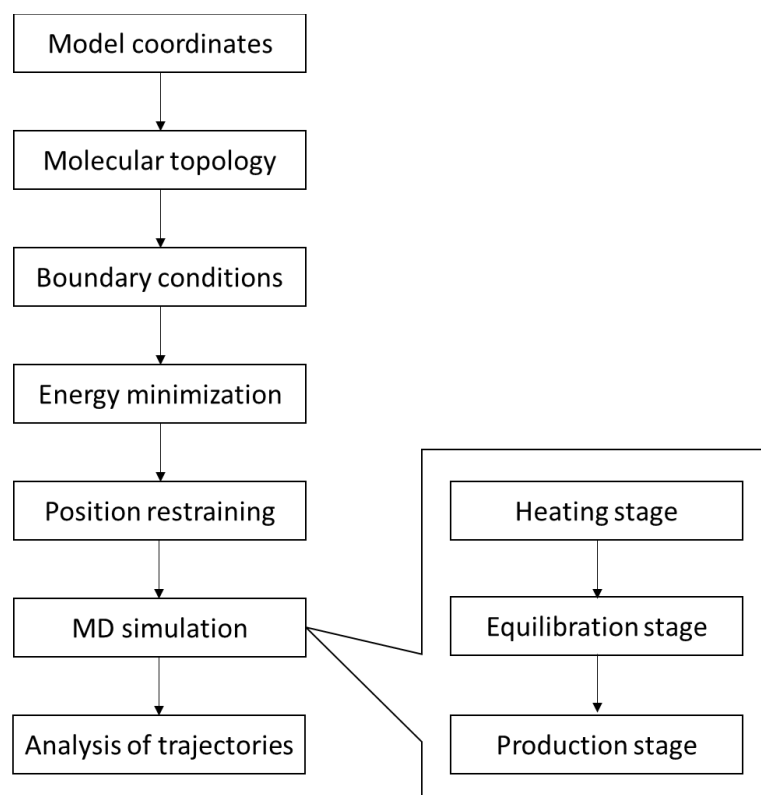 Model coordinates
Molecular topology
Boundary conditions
Energy minimization
Position restraining
MD simulation
Analysis of trajectories
Heating stage
Equilibration stage
Production stage